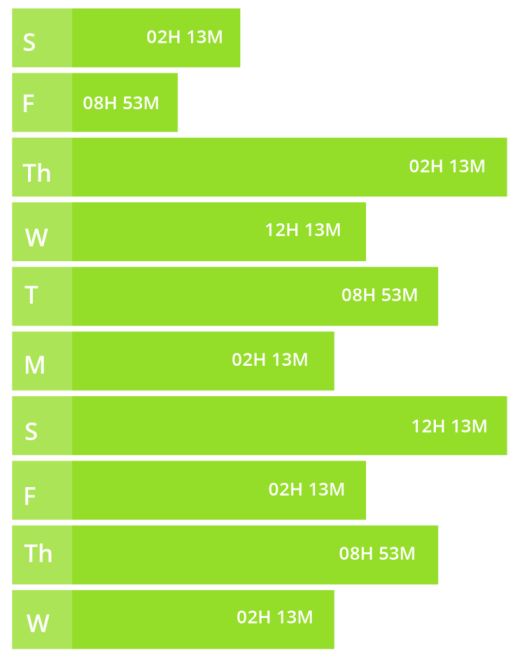 S 02H 13M
F 08H 53M
Th 02H 13M
W 12H 13M
T 08H 53M
M 02H 13M
S 12H 13M
F 02H 13M
Th 08H 53M
W 02H 13M